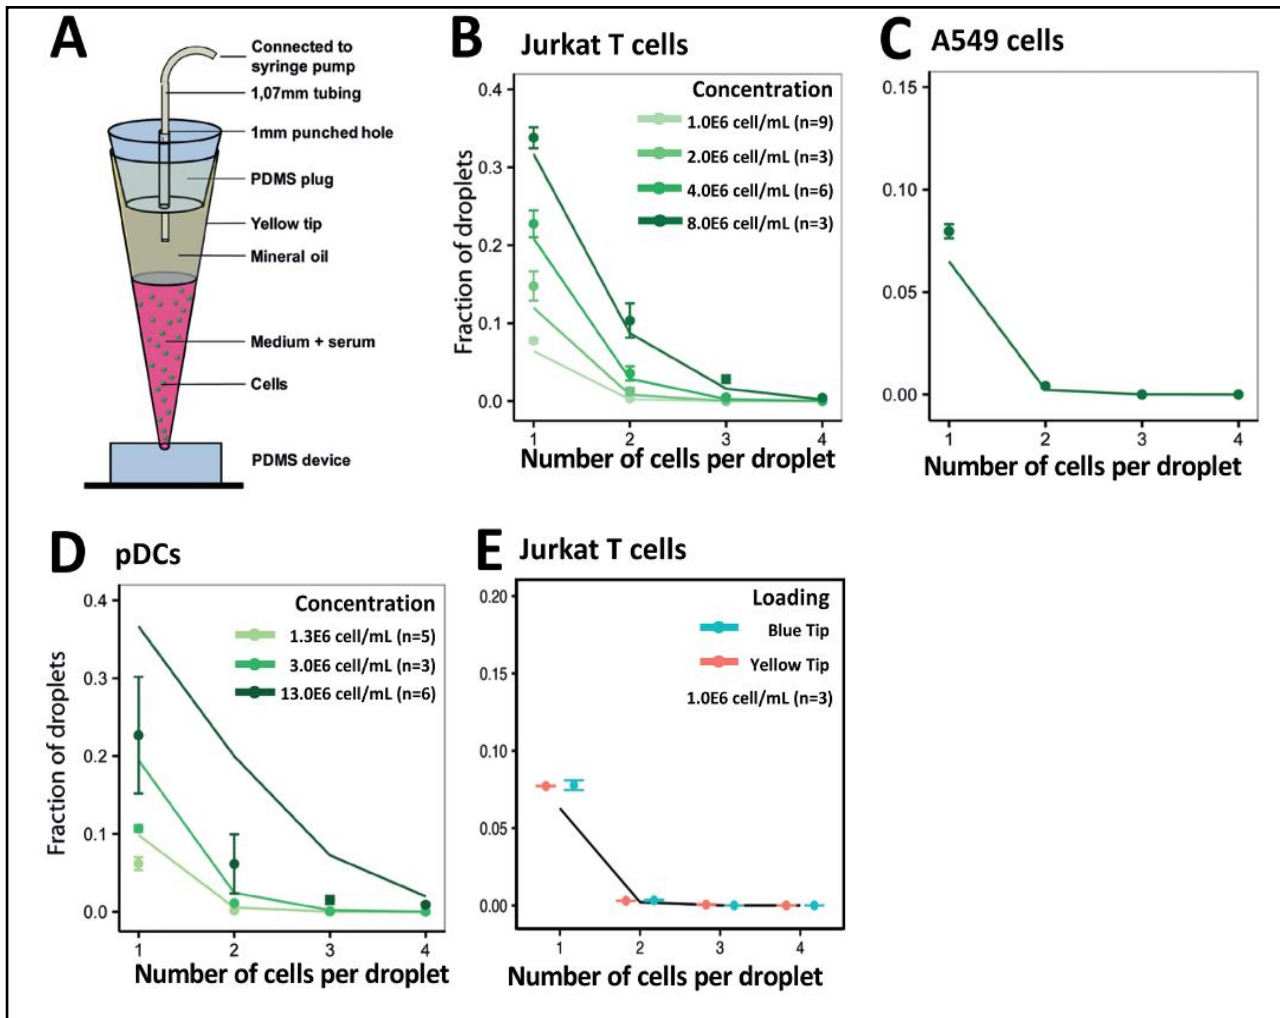 A
Connected to
syringe pump
1,07mm tubing
1mm punched hole
PDMS plug
Yellow tip
Mineral oil
Medium + serum
Cells
PDMS device
B
Jurkat T cells
Concentration
1.0E6 cell/mL (n=9)
2.0E6 cell/mL (n=3)
4.0E6 cell/mL (n=6)
8.0E6 cell/mL (n=3)
Fraction of droplets
0.4
0.3
0.2
0.1
0.0
1 2 3 4
Number of cells per droplet
C
A549 cells
0.15
0.10
0.05
0.00
1 2 3 4
Number of cells per droplet
D
pDCs
Concentration
1.3E6 cell/mL (n=5)
3.0E6 cell/mL (n=3)
13.0E6 cell/mL (n=6)
Fraction of droplets
0.4
0.3
0.2
0.1
0.0
1 2 3 4
Number of cells per droplet
E
Jurkat T cells
Loading
Blue Tip
Yellow Tip
1.0E6 cell/mL (n=3)
0.20
0.15
0.10
0.05
0.00
1 2 3 4
Number of cells per droplet